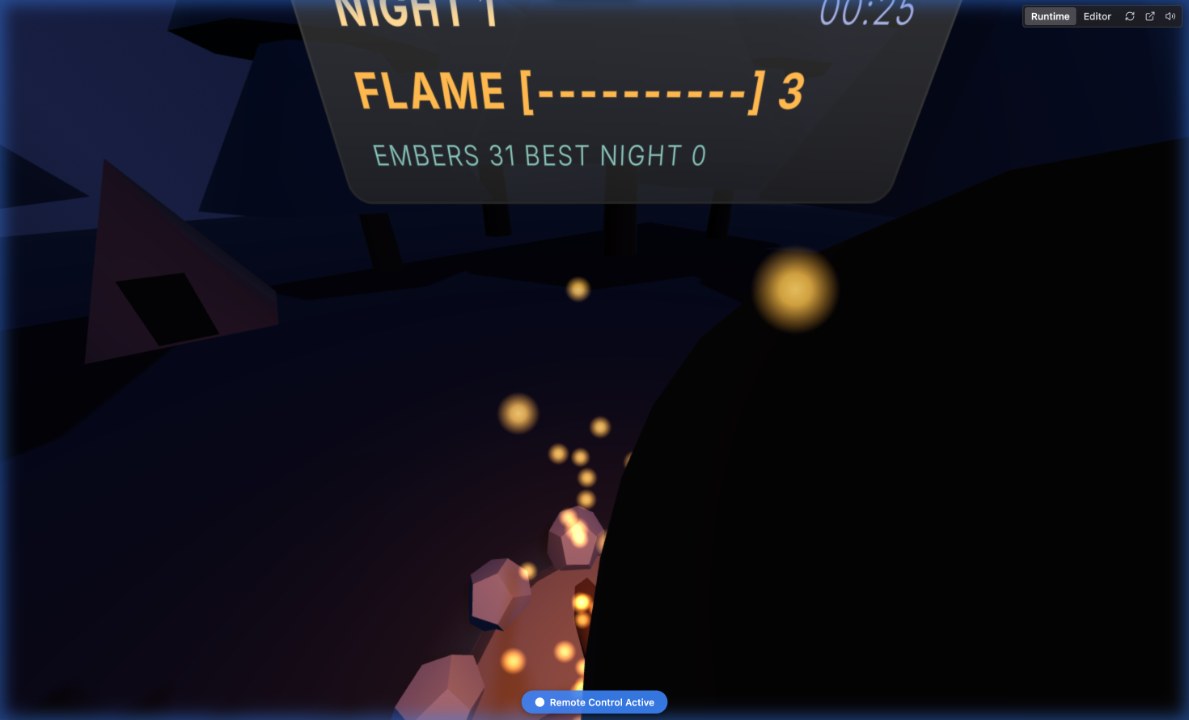 Runtime Editor
NIGHT 1 00:25
FLAME [----------] 3
EMBERS 31 BEST NIGHT 0
Remote Control Active